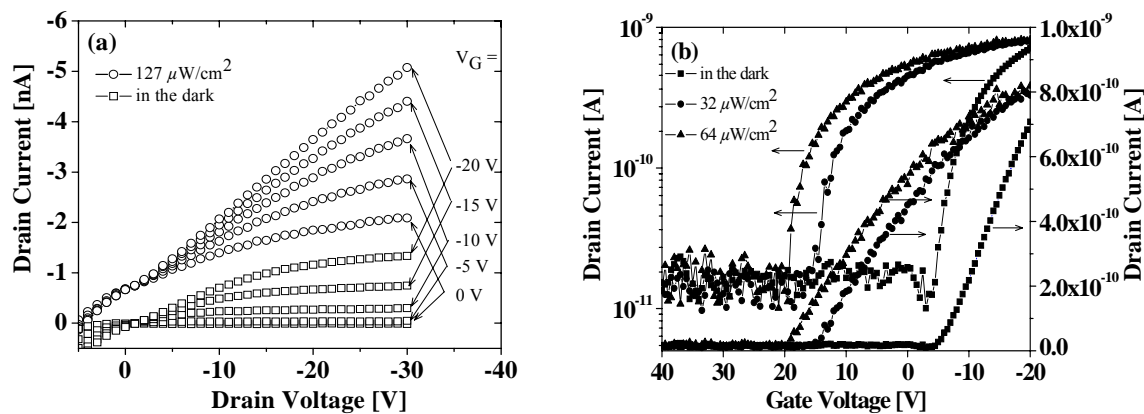 (a)
127 µW/cm²
in the dark
V_G =
-20 V
-15 V
-10 V
-5 V
0 V
Drain Current [nA]
-6
-5
-4
-3
-2
-1
0
0
-10
-20
-30
-40
Drain Voltage [V]
(b)
in the dark
32 µW/cm²
64 µW/cm²
Drain Current [A]
10⁻⁹
10⁻¹⁰
10⁻¹¹
40
30
20
10
0
-10
-20
Gate Voltage [V]
1.0x10⁻⁹
8.0x10⁻¹⁰
6.0x10⁻¹⁰
4.0x10⁻¹⁰
2.0x10⁻¹⁰
0.0
Drain Current [A]